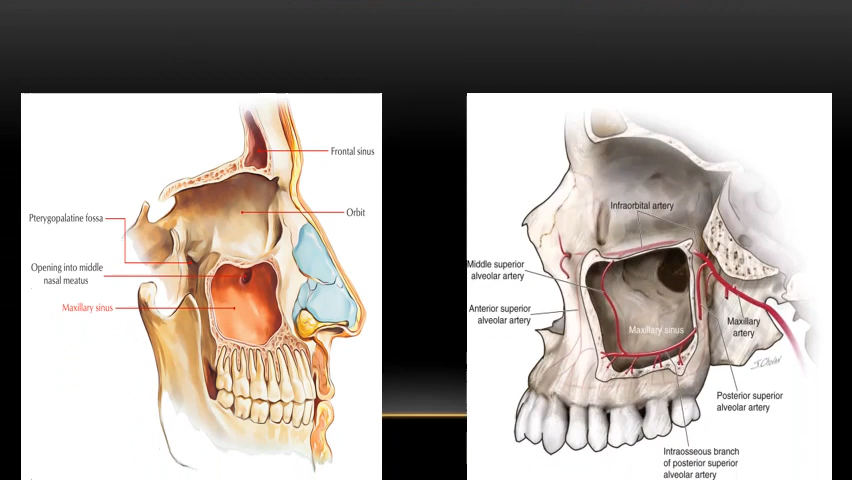 Frontal sinus
Orbit
Pterygopalatine fossa
Opening into middle
nasal meatus
Maxillary sinus
Infraorbital artery
Middle superior
alveolar artery
Anterior superior
alveolar artery
Maxillary sinus
Maxillary
artery
Posterior superior
alveolar artery
Intraosseous branch
of posterior superior
alveolar artery